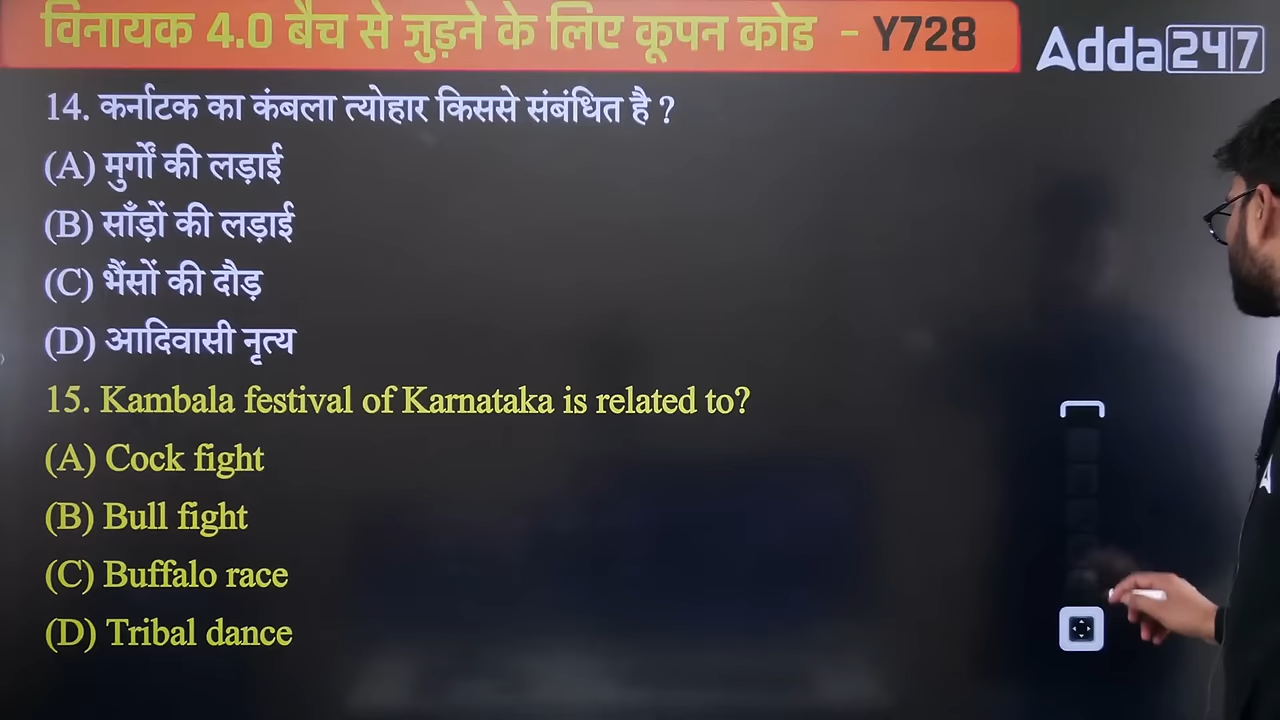 विनायक 4.0 बैच से जुड़ने के लिए कूपन कोड - Y728
Adda247
14. कर्नाटक का कंबला त्योहार किससे संबंधित है ?
(A) मुर्गों की लड़ाई
(B) साँड़ों की लड़ाई
(C) भैंसों की दौड़
(D) आदिवासी नृत्य
15. Kambala festival of Karnataka is related to?
(A) Cock fight
(B) Bull fight
(C) Buffalo race
(D) Tribal dance